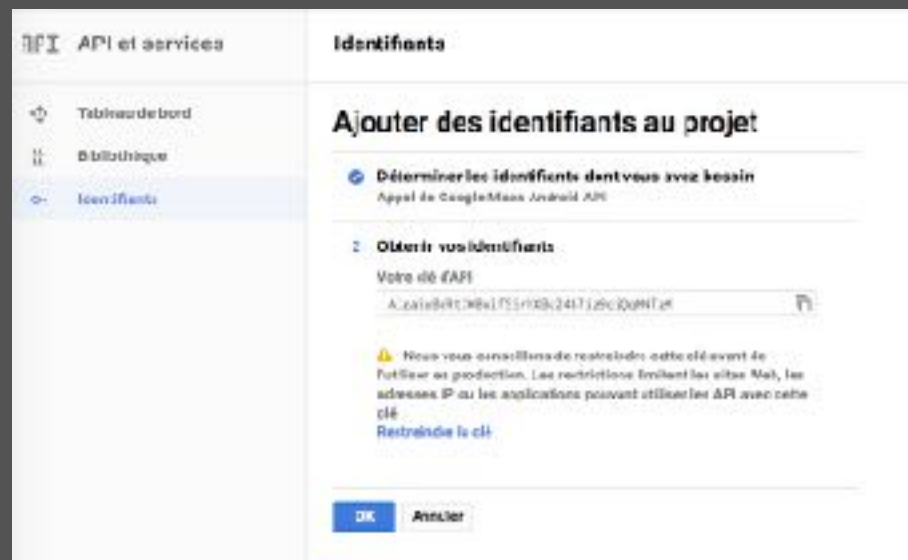 API API et services
Identifiants
Tableau de bord
Bibliothèque
Identifiants
Ajouter des identifiants au projet
Déterminer les identifiants dont vous avez besoin
Appel de Google Maps Android API
2 Obtenir vos identifiants
Votre clé d'API
Nous vous conseillons de restreindre cette clé avant de
l'utiliser en production. Les restrictions limitent les sites Web, les
adresses IP ou les applications pouvant utiliser les API avec cette
clé
Restreindre la clé
OK Annuler